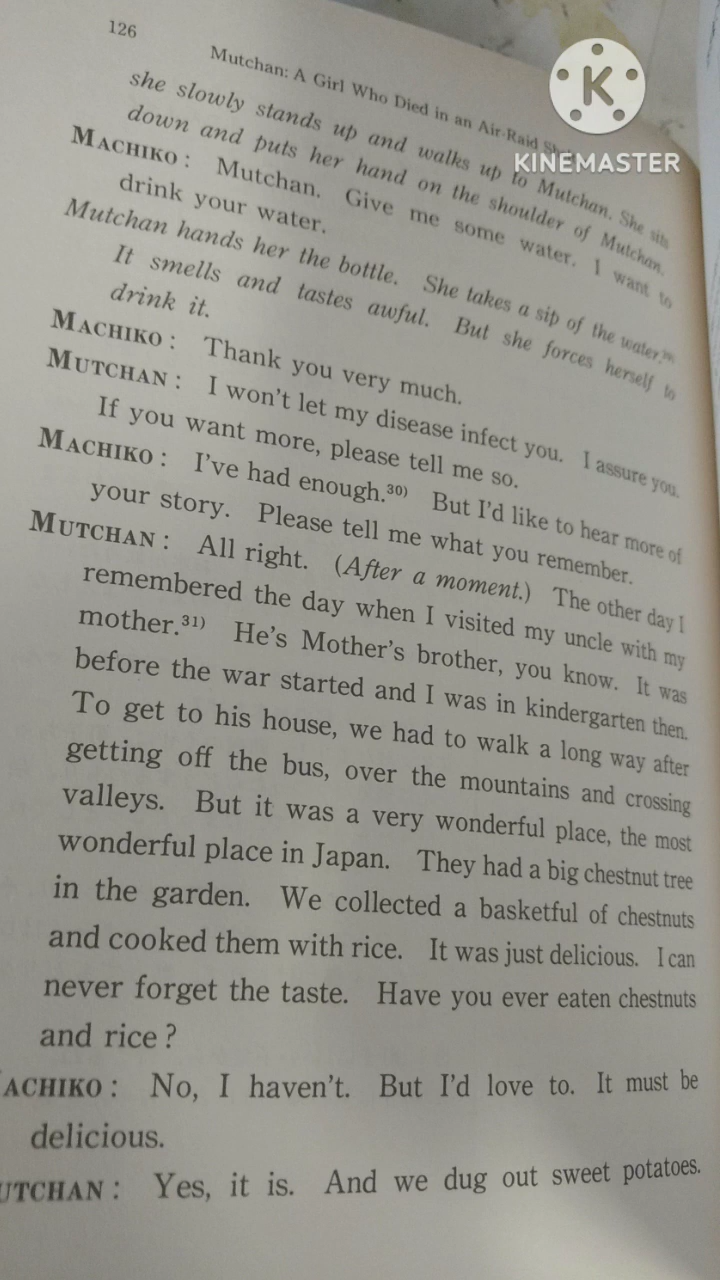 126
Mutchan: A Girl Who Died in an Air-Raid
K
KINEMASTER
she slowly stands up and walks up to Mutchan. She sits
down and puts her hand on the shoulder of Mutchan.
MACHIKO: Mutchan. Give me some water. I want to
drink your water.
Mutchan hands her the bottle. She takes a sip of the water.
It smells and tastes awful. But she forces herself to
drink it.
MACHIKO: Thank you very much.
MUTCHAN: I won't let my disease infect you. I assure you.
If you want more, please tell me so.
MACHIKO: I've had enough.30) But I'd like to hear more of
your story. Please tell me what you remember.
MUTCHAN: All right. (After a moment.) The other day I
remembered the day when I visited my uncle with my
mother.31) He's Mother's brother, you know. It was
before the war started and I was in kindergarten then.
To get to his house, we had to walk a long way after
getting off the bus, over the mountains and crossing
valleys. But it was a very wonderful place, the most
wonderful place in Japan. They had a big chestnut tree
in the garden. We collected a basketful of chestnuts
and cooked them with rice. It was just delicious. I can
never forget the taste. Have you ever eaten chestnuts
and rice?
ACHIKO: No, I haven't. But I'd love to. It must be
delicious.
UTCHAN: Yes, it is. And we dug out sweet potatoes.